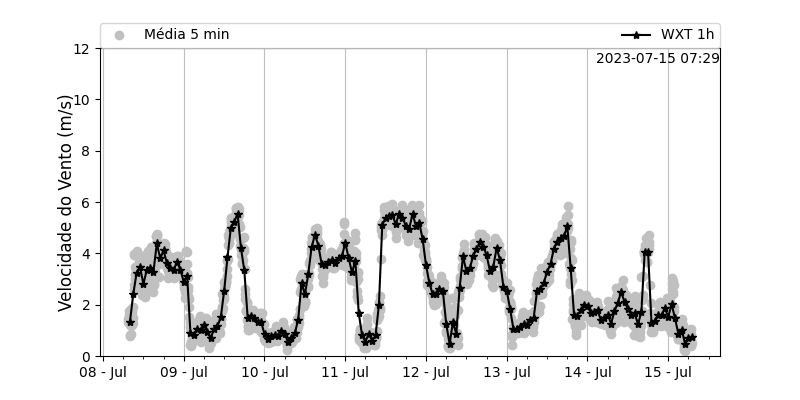 Média 5 min
WXT 1h
2023-07-15 07:29
Velocidade do Vento (m/s)
12
10
8
6
4
2
0
08 - Jul 09 - Jul 10 - Jul 11 - Jul 12 - Jul 13 - Jul 14 - Jul 15 - Jul